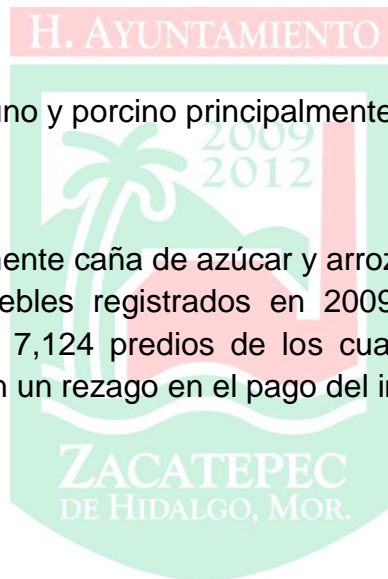 H. AYUNTAMIENTO
uno y porcino principalmente
2009
2012
ente caña de azúcar y arroz
ebles registrados en 2009
7,124 predios de los cua
n un rezago en el pago del i
ZACATEPEC
DE HIDALGO, MOR.